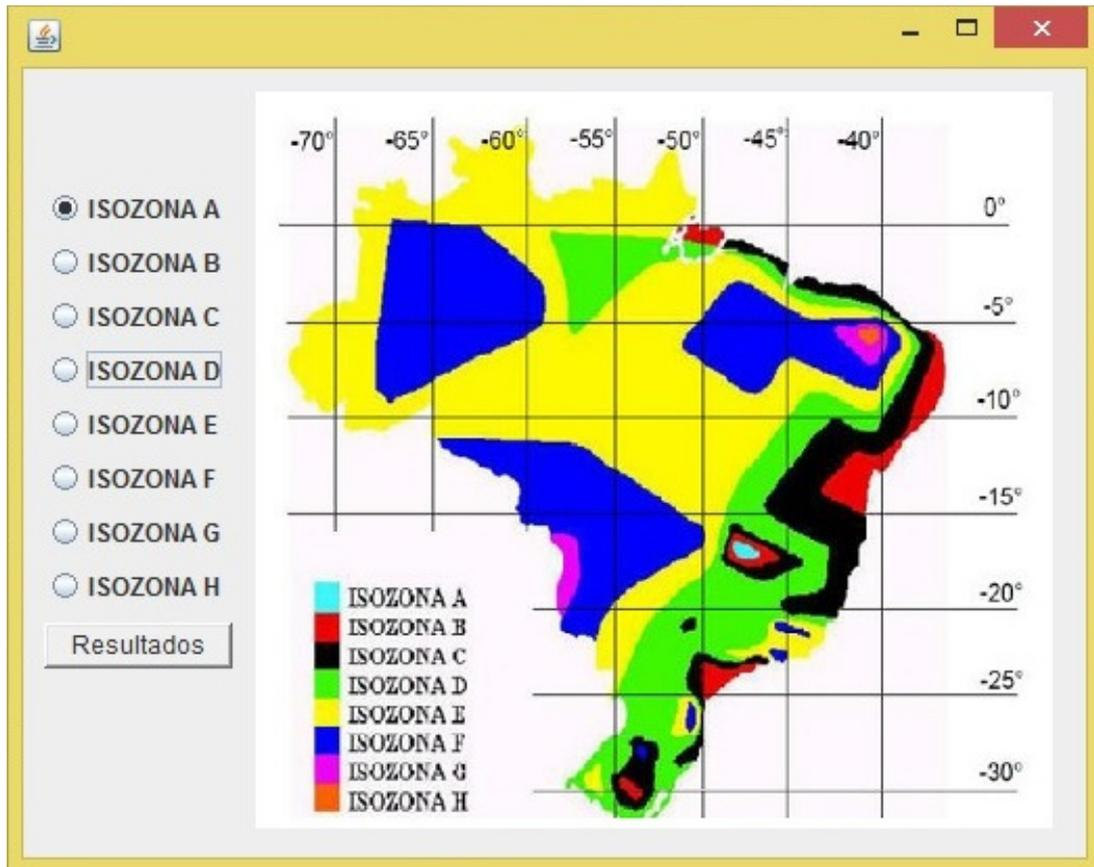 ISOZONA A
ISOZONA B
ISOZONA C
ISOZONA D
ISOZONA E
ISOZONA F
ISOZONA G
ISOZONA H
Resultados
-70° -65° -60° -55° -50° -45° -40°
0°
-5°
-10°
-15°
-20°
-25°
-30°
ISOZONA A
ISOZONA B
ISOZONA C
ISOZONA D
ISOZONA E
ISOZONA F
ISOZONA G
ISOZONA H